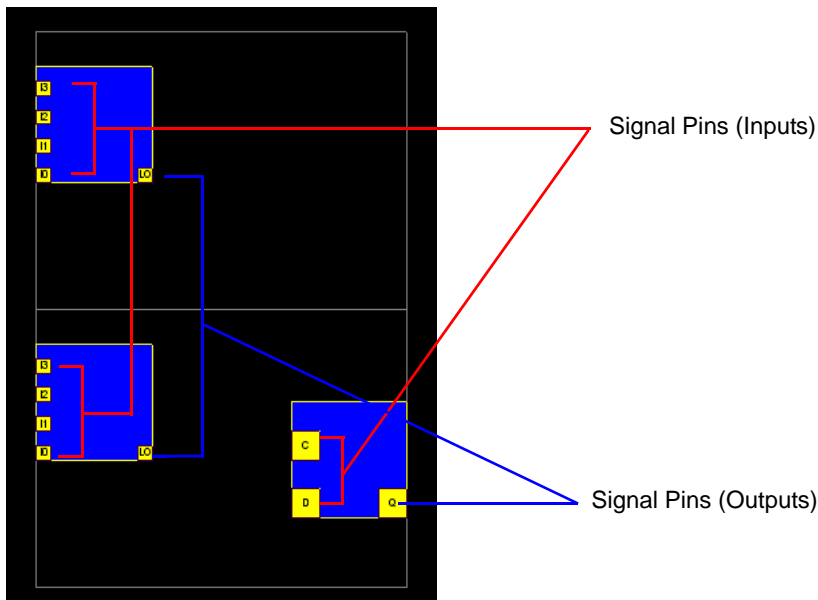 I3
I2
I1
I0
LO
Signal Pins (Inputs)
I3
I2
I1
I0
LO
C
D
Q
Signal Pins (Outputs)